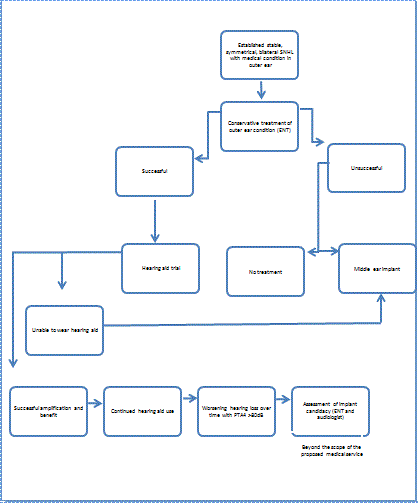 Established stable,
symmetrical, bilateral SNHL
with medical condition in
outer ear
Conservative treatment of
outer ear condition (ENT)
Successful
Unsuccessful
Hearing aid trial
No treatment
Middle ear implant
Unable to wear hearing aid
Successful amplification and
benefit
Continued hearing aid use
Worsening hearing loss over
time with PTA4 >80dB
Assessment of implant
candidacy (ENT and
audiologist)
Beyond the scope of the
proposed medical service